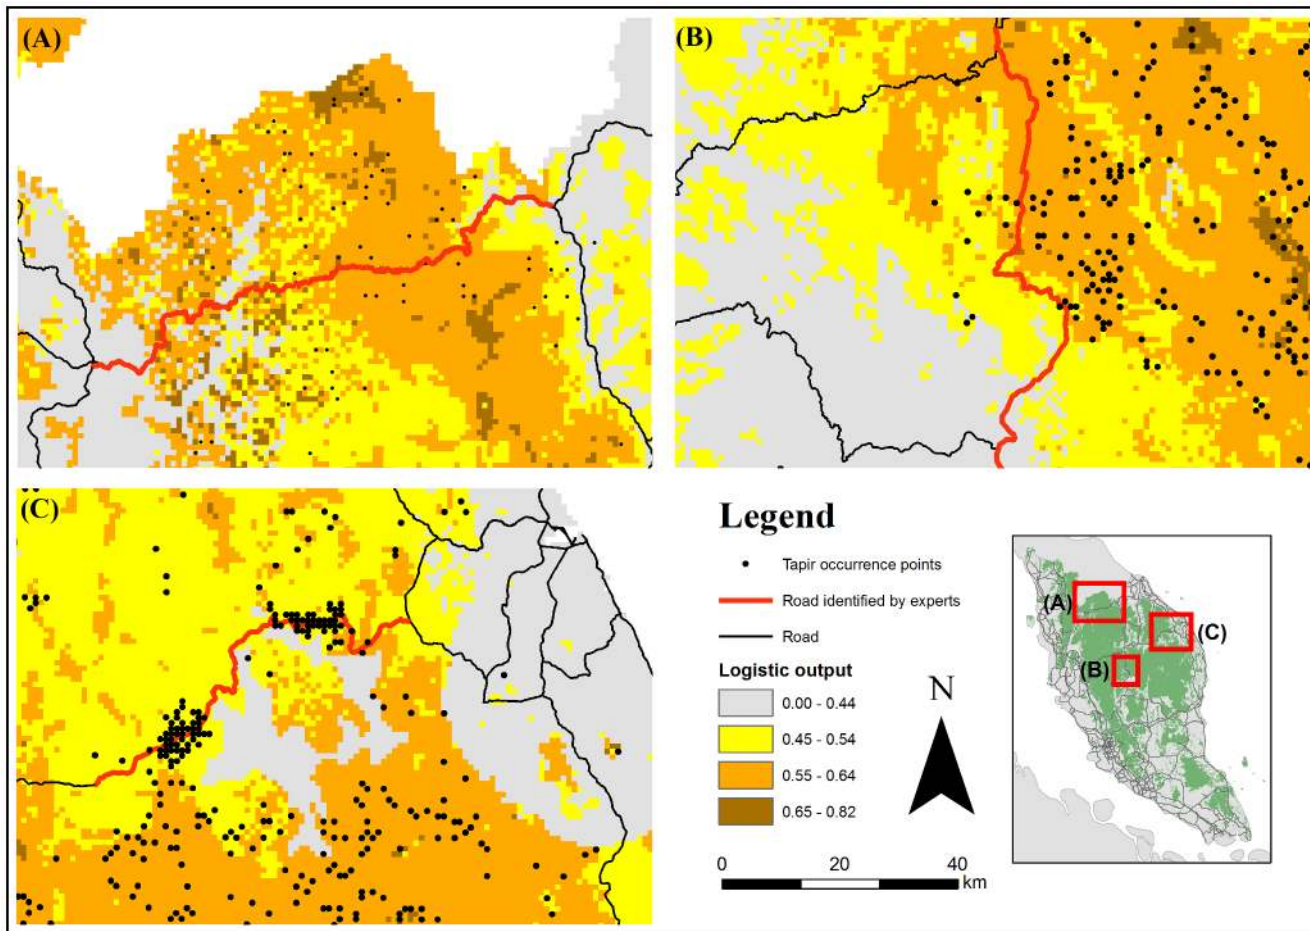 (A)
(B)
(C)
Legend
Tapir occurrence points
Road identified by experts
Road
Logistic output
0.00 - 0.44
0.45 - 0.54
0.55 - 0.64
0.65 - 0.82
N
0 20 40
km
(A)
(C)
(B)